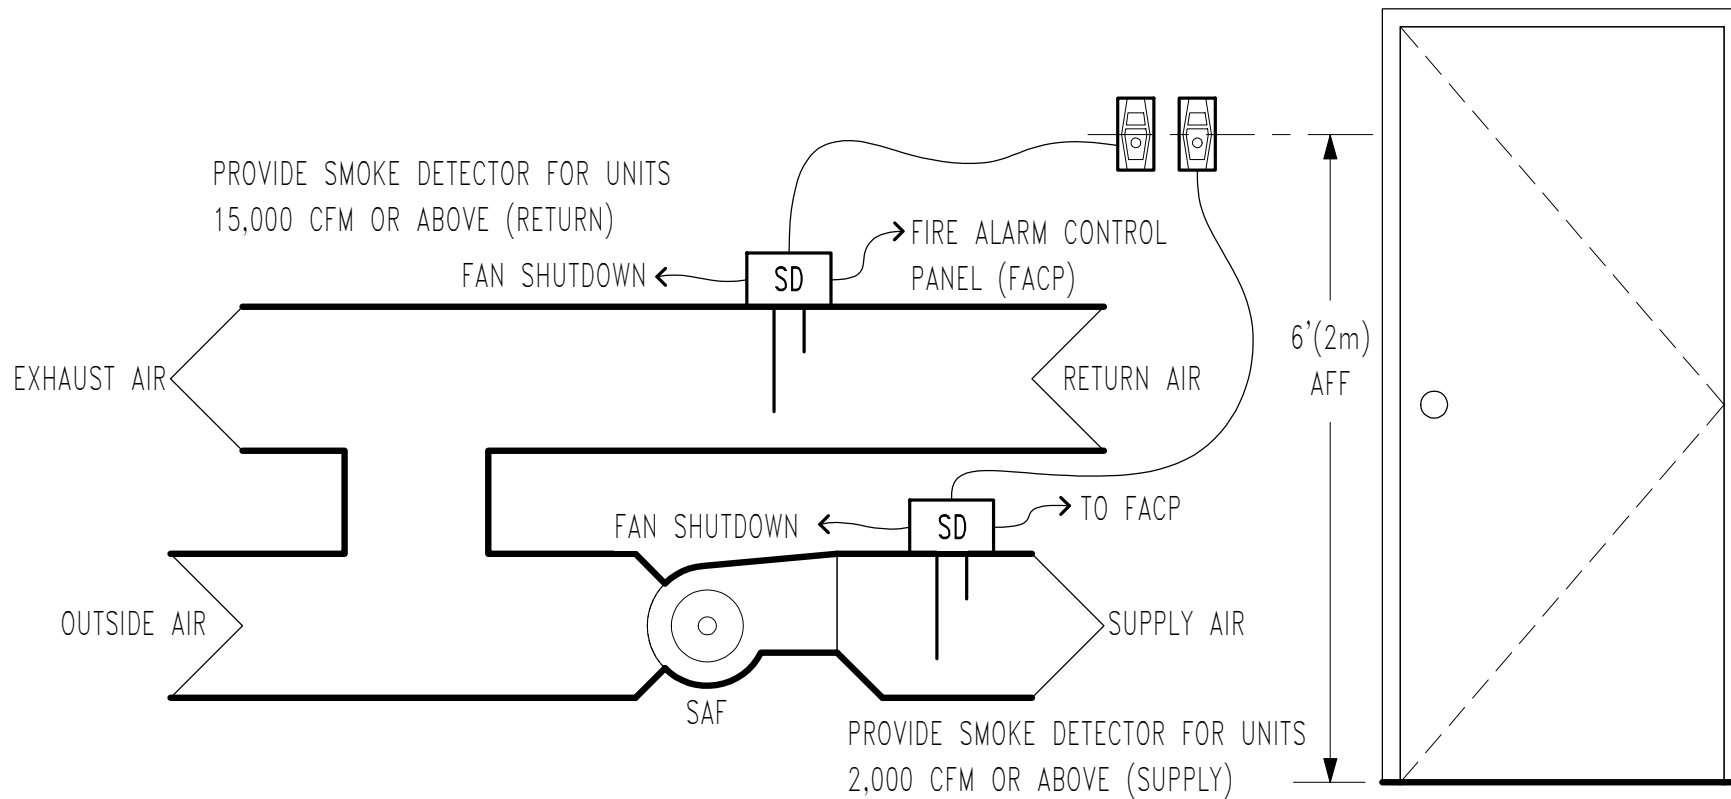 PROVIDE SMOKE DETECTOR FOR UNITS
15,000 CFM OR ABOVE (RETURN)
FIRE ALARM CONTROL
PANEL (FACP)
FAN SHUTDOWN
SD
6'(2m)
AFF
EXHAUST AIR
RETURN AIR
FAN SHUTDOWN
SD
TO FACP
OUTSIDE AIR
SUPPLY AIR
SAF
PROVIDE SMOKE DETECTOR FOR UNITS
2,000 CFM OR ABOVE (SUPPLY)